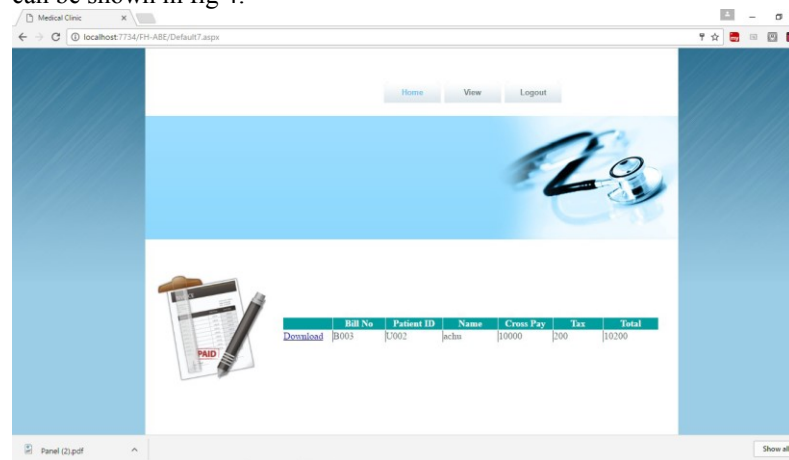 can be shown in fig 4.
Medical Clinic
localhost:7734/FH-ABE/Default7.aspx
Home View Logout
PAID
Bill No Patient ID Name Cross Pay Tax Total
Download B003 U002 achu 10000 200 10200
Panel (2).pdf
Show all